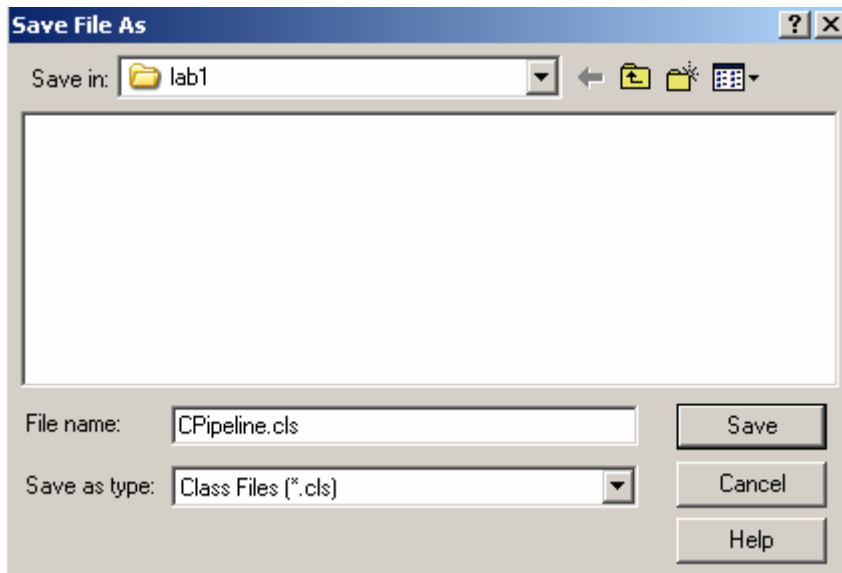 Save File As
Save in: lab1
File name: CPipeline.cls Save
Save as type: Class Files (*.cls) Cancel
Help